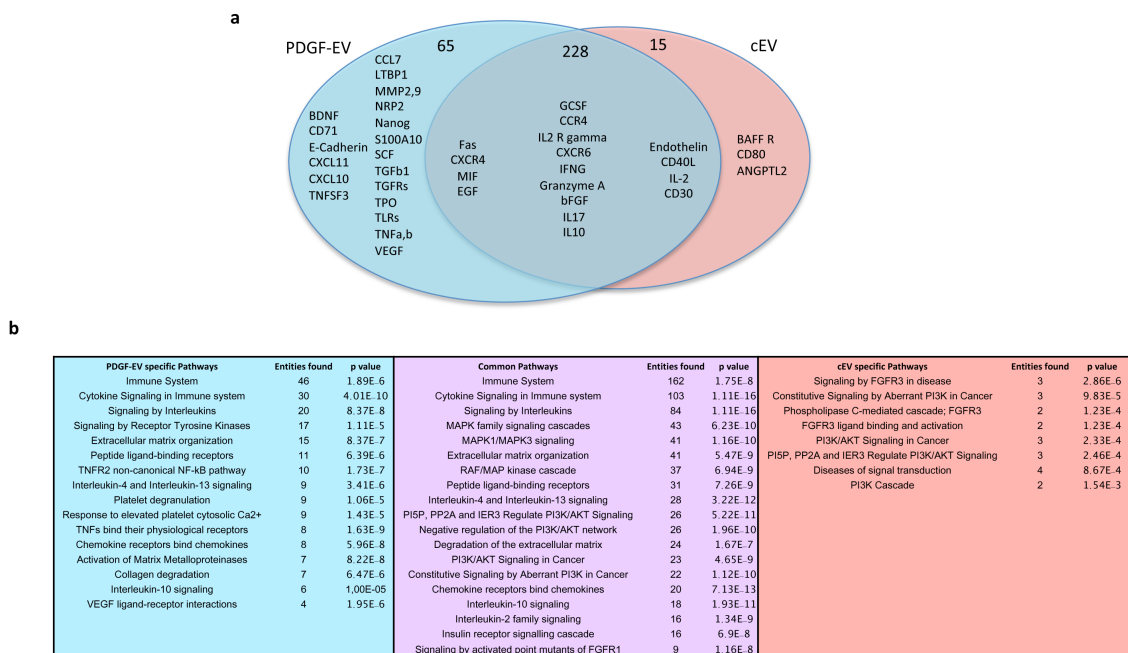 a
PDGF-EV
65
228
15
cEV
BDNF
CD71
E-Cadherin
CXCL11
CXCL10
TNFSF3
CCL7
LTBP1
MMP2,9
NRP2
Nanog
S100A10
SCF
TGFb1
TGFRs
TPO
TLRs
TNFa,b
VEGF
Fas
CXCR4
MIF
EGF
GCSF
CCR4
IL2 R gamma
CXCR6
IFNG
Granzyme A
bFGF
IL17
IL10
Endothelin
CD40L
IL-2
CD30
BAFF R
CD80
ANGPTL2
b
PDGF-EV specific Pathways Entities found p value
Immune System 46 1.89E-6
Cytokine Signaling in Immune system 30 4.01E-10
Signaling by Interleukins 20 8.37E-8
Signaling by Receptor Tyrosine Kinases 17 1.11E-5
Extracellular matrix organization 15 8.37E-7
Peptide ligand-binding receptors 11 6.39E-6
TNFR2 non-canonical NF-kB pathway 10 1.73E-7
Interleukin-4 and Interleukin-13 signaling 9 3.41E-6
Platelet degranulation 9 1.06E-5
Response to elevated platelet cytosolic Ca2+ 9 1.43E-5
TNFs bind their physiological receptors 8 1.63E-9
Chemokine receptors bind chemokines 8 5.96E-8
Activation of Matrix Metalloproteinases 7 8.22E-8
Collagen degradation 7 6.47E-6
Interleukin-10 signaling 6 1,00E-05
VEGF ligand-receptor interactions 4 1.95E-6
Common Pathways Entities found p value
Immune System 162 1.75E-8
Cytokine Signaling in Immune system 103 1.11E-16
Signaling by Interleukins 84 1.11E-16
MAPK family signaling cascades 43 6.23E-10
MAPK1/MAPK3 signaling 41 1.16E-10
Extracellular matrix organization 41 5.47E-9
RAF/MAP kinase cascade 37 6.94E-9
Peptide ligand-binding receptors 31 7.26E-9
Interleukin-4 and Interleukin-13 signaling 28 3.22E-12
PI5P, PP2A and IER3 Regulate PI3K/AKT Signaling 26 5.22E-11
Negative regulation of the PI3K/AKT network 26 1.96E-10
Degradation of the extracellular matrix 24 1.67E-7
PI3K/AKT Signaling in Cancer 23 4.65E-9
Constitutive Signaling by Aberrant PI3K in Cancer 22 1.12E-10
Chemokine receptors bind chemokines 20 7.13E-13
Interleukin-10 signaling 18 1.93E-11
Interleukin-2 family signaling 16 1.34E-9
Insulin receptor signalling cascade 16 6.9E-8
Signaling by activated point mutants of FGFR1 9 1.16E-8
cEV specific Pathways Entities found p value
Signaling by FGFR3 in disease 3 2.86E-6
Constitutive Signaling by Aberrant PI3K in Cancer 3 9.83E-5
Phospholipase C-mediated cascade; FGFR3 2 1.23E-4
FGFR3 ligand binding and activation 2 1.23E-4
PI3K/AKT Signaling in Cancer 3 2.33E-4
PI5P, PP2A and IER3 Regulate PI3K/AKT Signaling 3 2.46E-4
Diseases of signal transduction 4 8.67E-4
PI3K Cascade 2 1.54E-3